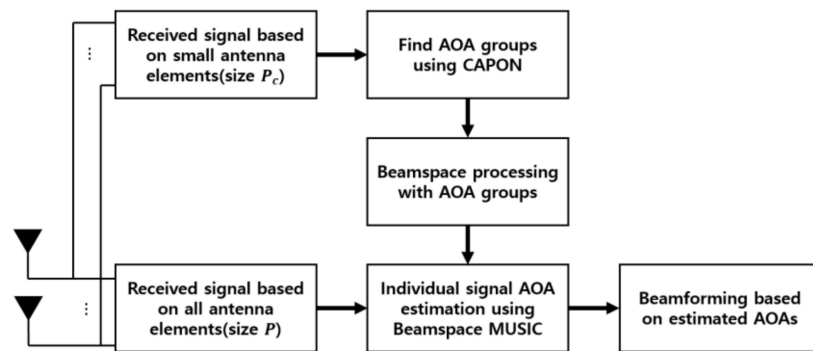 Received signal based
on small antenna
elements(size P_c)
Find AOA groups
using CAPON
Beamspace processing
with AOA groups
Received signal based
on all antenna
elements(size P)
Individual signal AOA
estimation using
Beamspace MUSIC
Beamforming based
on estimated AOAs